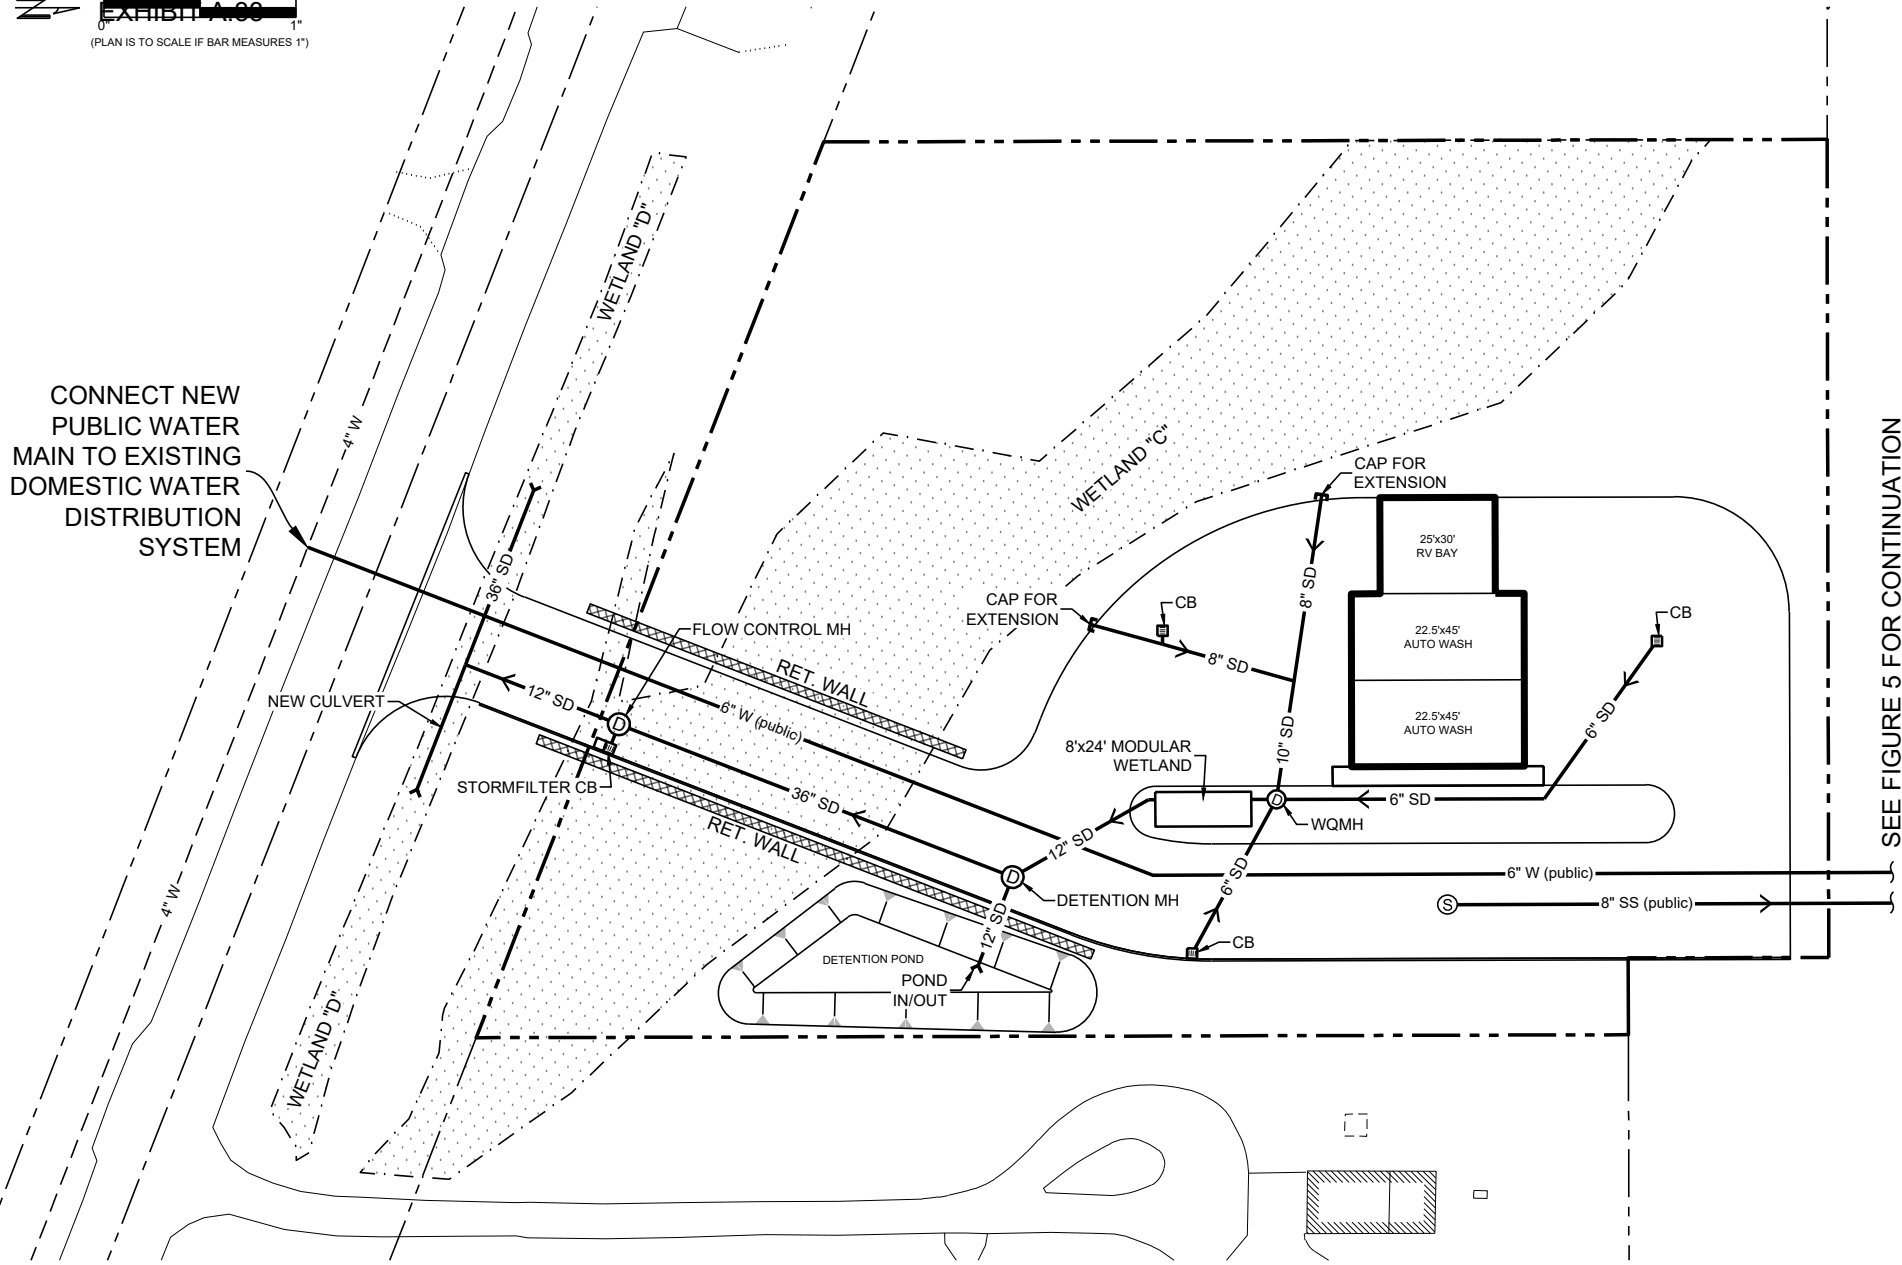 EXHIBIT A.
0" 1"
(PLAN IS TO SCALE IF BAR MEASURES 1")
WETLAND "D"
CONNECT NEW
PUBLIC WATER
MAIN TO EXISTING
DOMESTIC WATER
DISTRIBUTION
SYSTEM
4" W
WETLAND "C"
CAP FOR
EXTENSION
25'x30'
RV BAY
36" SD
8" SD
CAP FOR
EXTENSION
CB
CB
FLOW CONTROL MH
22.5'x45'
AUTO WASH
8" SD
RET. WALL
12" SD
NEW CULVERT
D
6" W (public)
22.5'x45'
AUTO WASH
6" SD
10" SD
8'x24' MODULAR
WETLAND
STORMFILTER CB
36" SD
D
6" SD
WQMH
RET. WALL
12" SD
6" SD
D
DETENTION MH
6" W (public)
S
8" SS (public)
4" W
12" SD
CB
DETENTION POND
POND
IN/OUT
WETLAND "D"
SEE FIGURE 5 FOR CONTINUATION